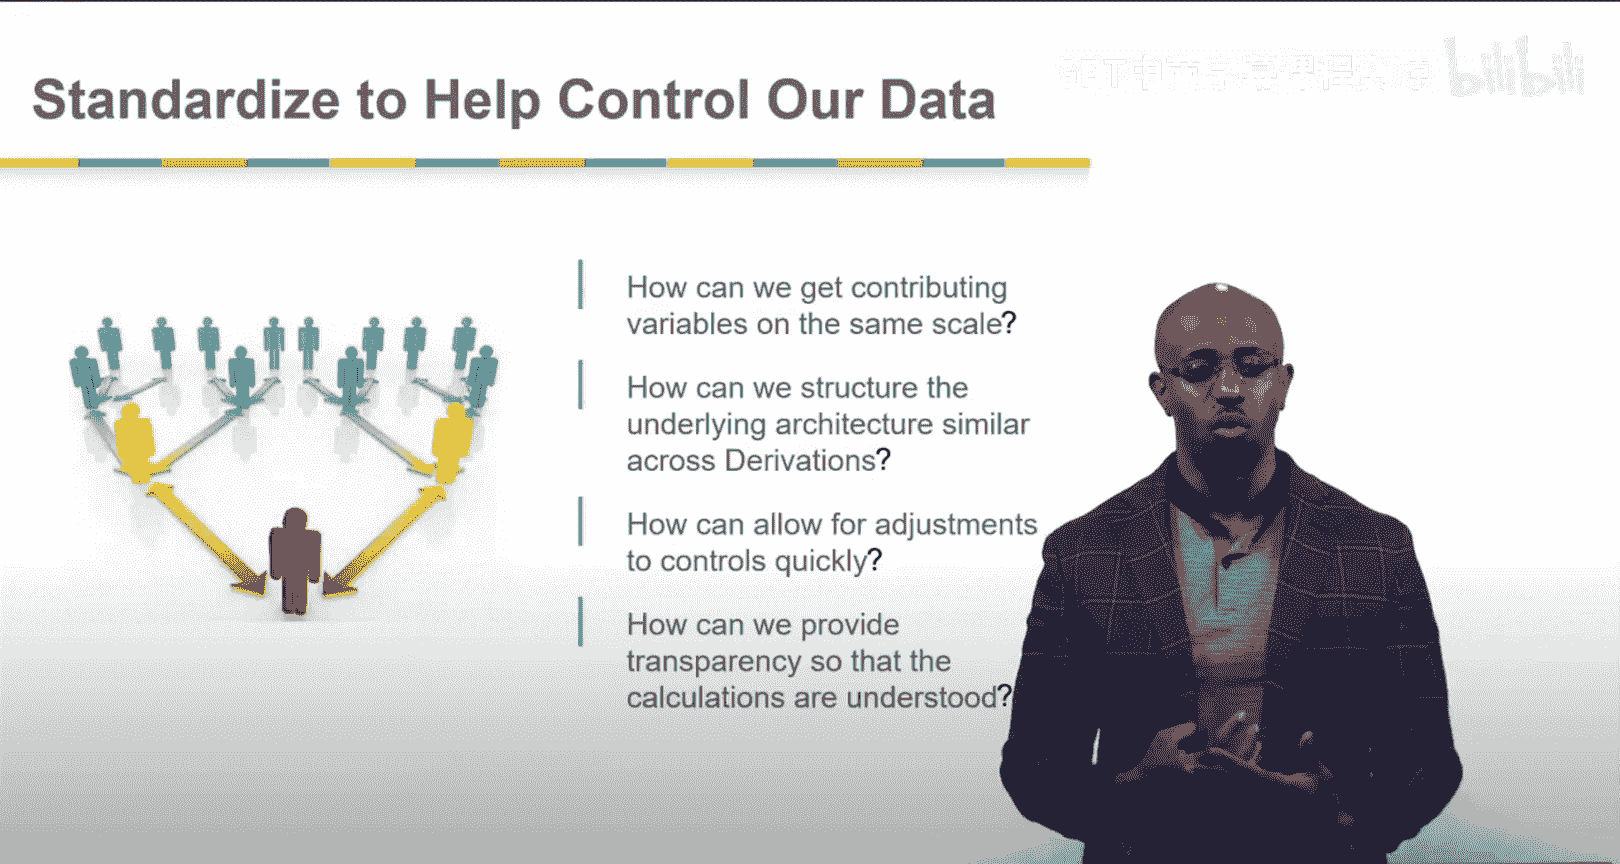 Standardize to Help Control Our Data
bilibili
How can we get contributing
variables on the same scale?
How can we structure the
underlying architecture similar
across Derivations?
How can allow for adjustments
to controls quickly?
How can we provide
transparency so that the
calculations are understood?